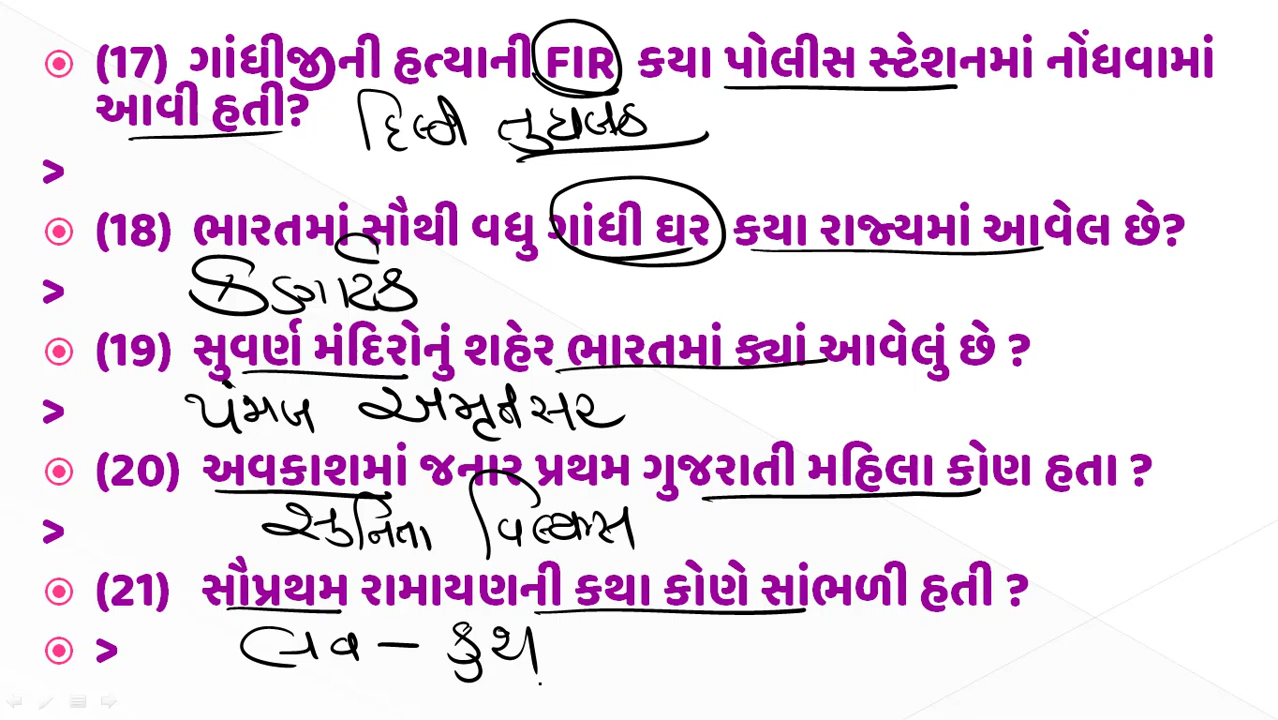 (17) ગાંધીજીની હત્યાની FIR કયા પોલીસ સ્ટેશનમાં નોંધવામાં
આવી હતી?
દિલ્હી તુઘલક
>
(18) ભારતમાં સૌથી વધુ ગાંધી ઘર કયા રાજ્યમાં આવેલ છે?
> કર્ણાટક
(19) સુવર્ણ મંદિરોનું શહેર ભારતમાં ક્યાં આવેલું છે ?
> પંજાબ અમૃતસર
(20) અવકાશમાં જનાર પ્રથમ ગુજરાતી મહિલા કોણ હતા ?
> સુનિતા વિલ્યમ્સ
(21) સૌપ્રથમ રામાયણની કથા કોણે સાંભળી હતી ?
> લવ - કુશ